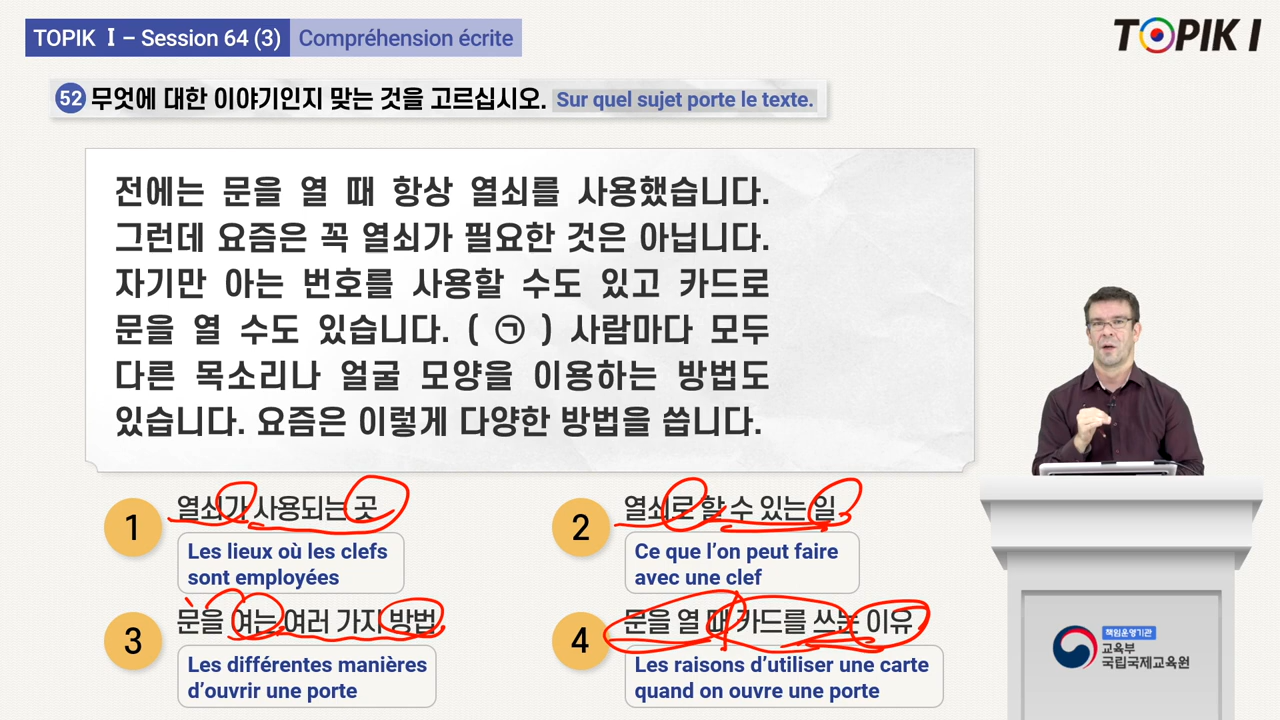 TOPIK Ⅰ – Session 64 (3) Compréhension écrite
TOPIK I
52 무엇에 대한 이야기인지 맞는 것을 고르십시오. Sur quel sujet porte le texte.
전에는 문을 열 때 항상 열쇠를 사용했습니다.
그런데 요즘은 꼭 열쇠가 필요한 것은 아닙니다.
자기만 아는 번호를 사용할 수도 있고 카드로
문을 열 수도 있습니다. ( ㉠ ) 사람마다 모두
다른 목소리나 얼굴 모양을 이용하는 방법도
있습니다. 요즘은 이렇게 다양한 방법을 씁니다.
1 열쇠가 사용되는 곳
Les lieux où les clefs
sont employées
2 열쇠로 할 수 있는 일
Ce que l’on peut faire
avec une clef
3 문을 여는 여러 가지 방법
Les différentes manières
d’ouvrir une porte
4 문을 열 때 카드를 쓰는 이유
Les raisons d’utiliser une carte
quand on ouvre une porte
책임운영기관
교육부
국립국제교육원